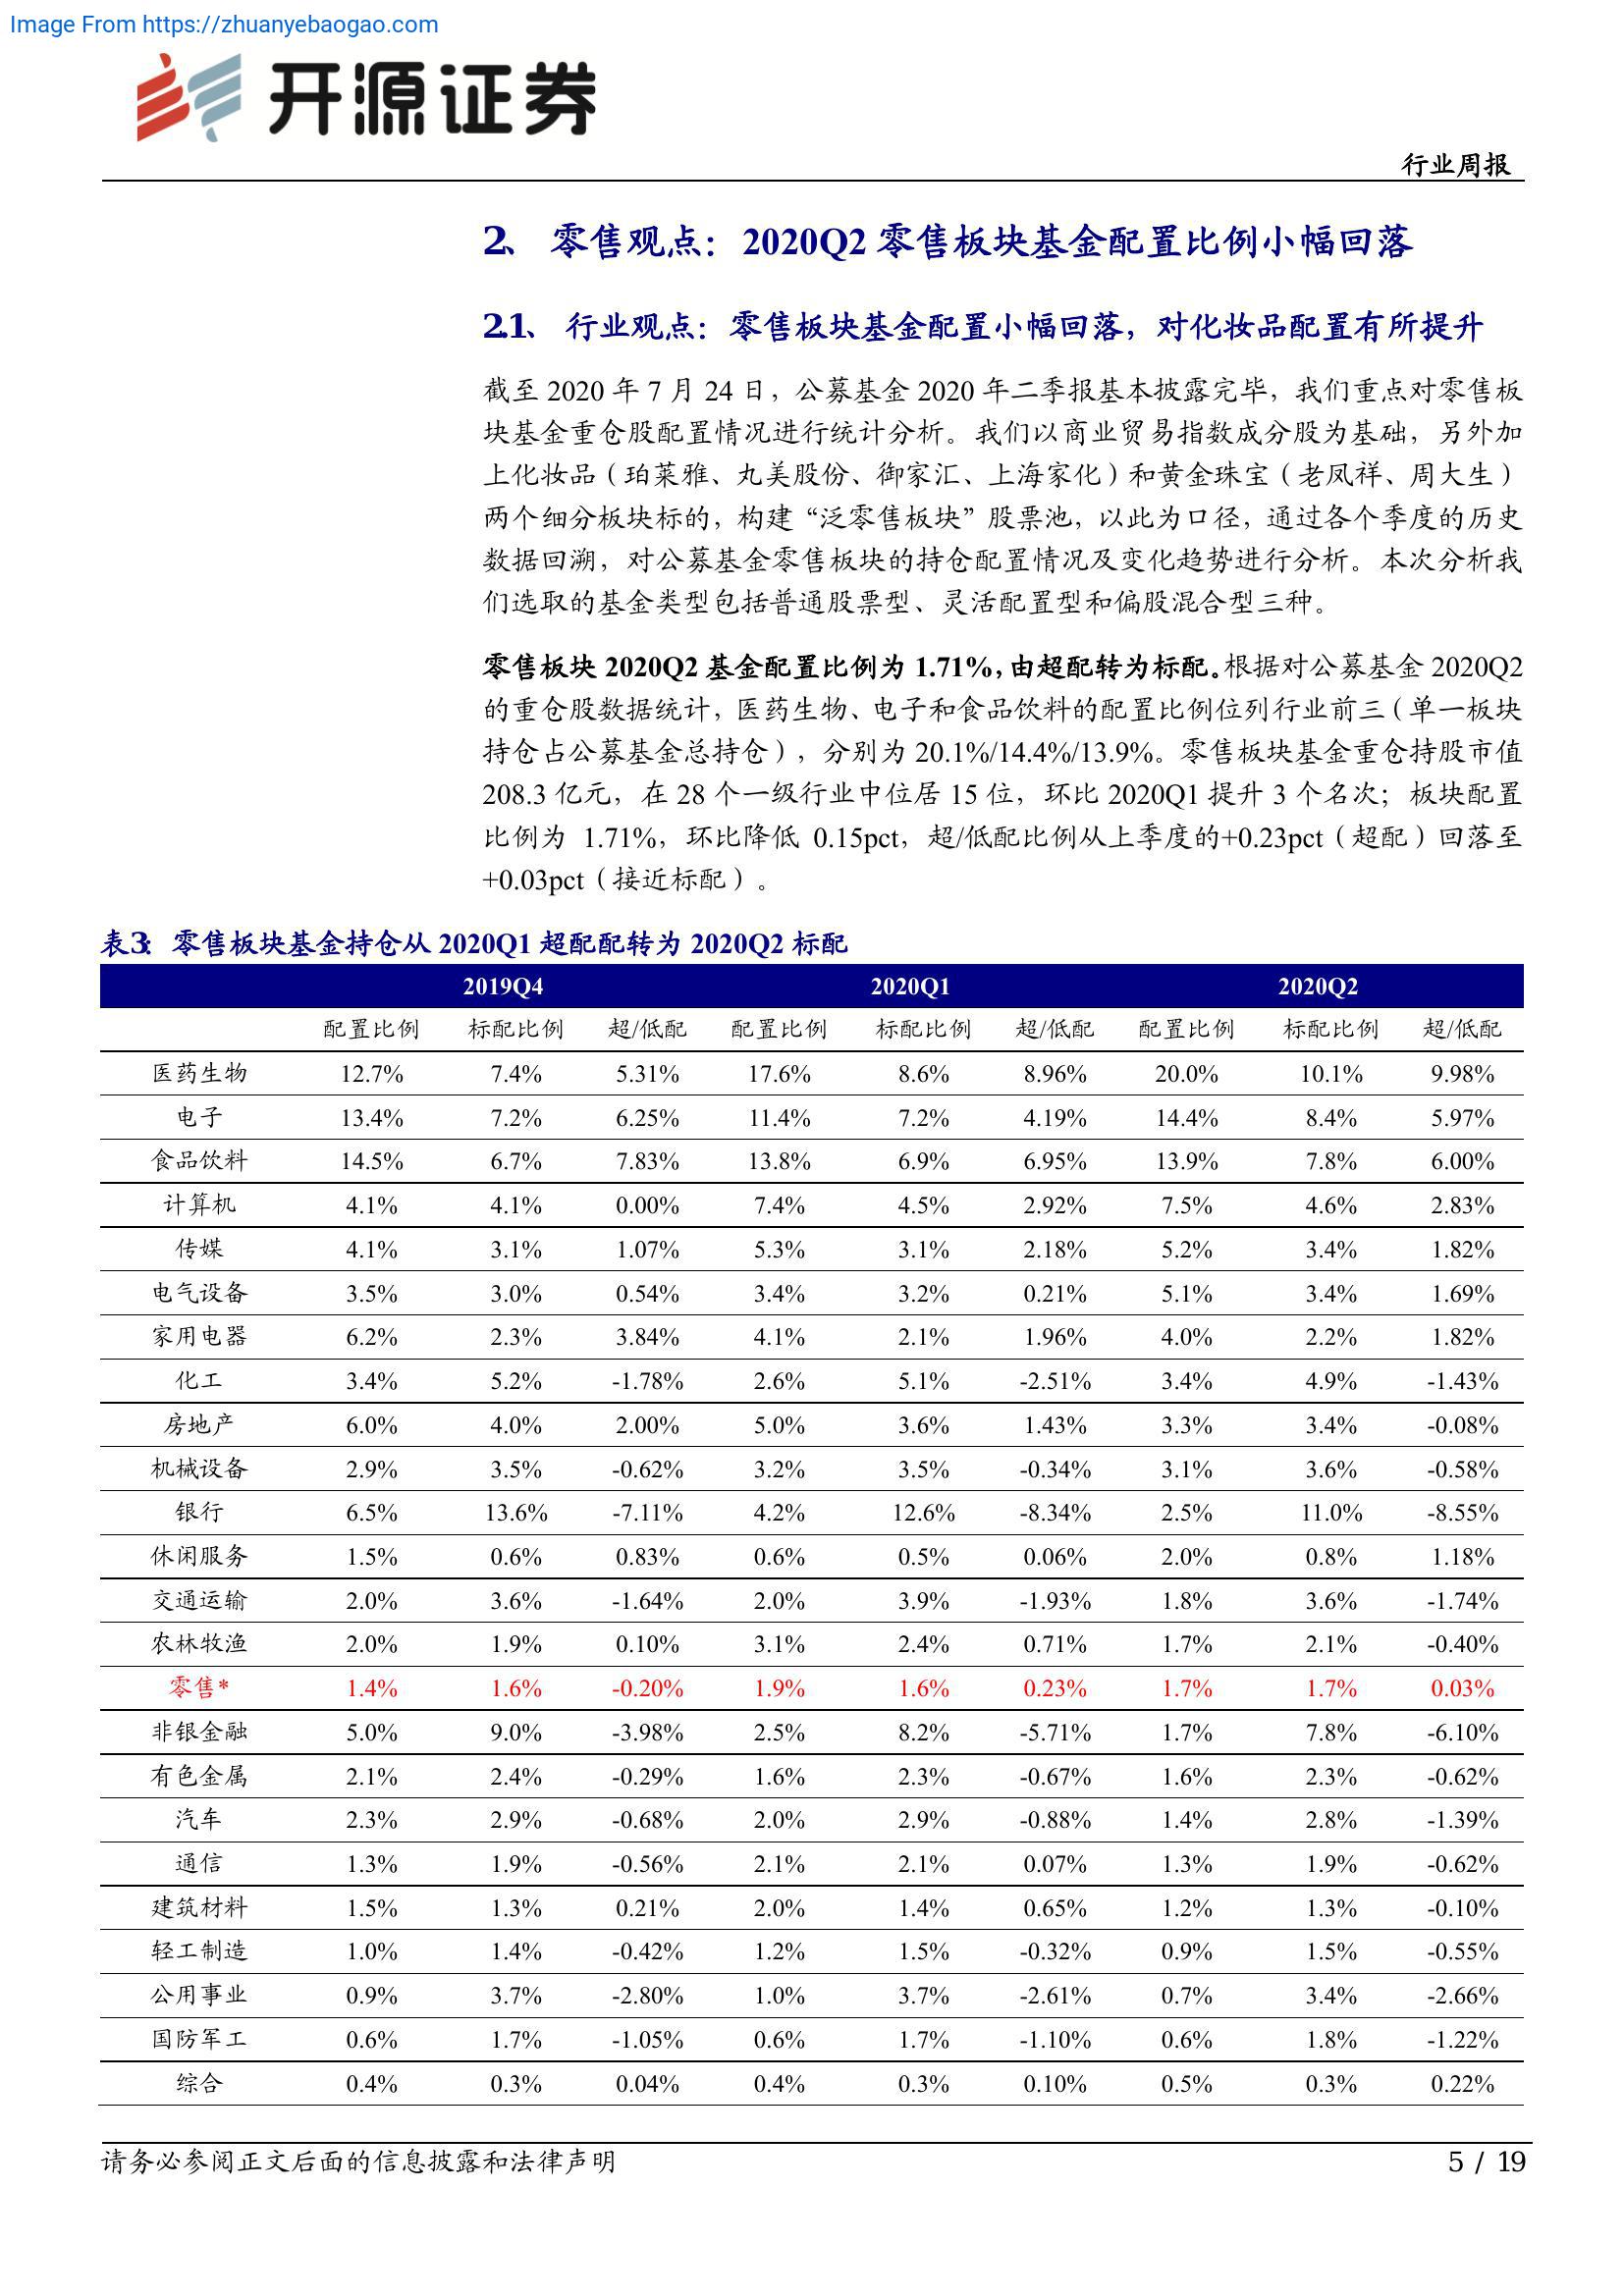 Image From https://zhuanyebaogao.com
开源证券
行业周报
2、 零售观点：2020Q2 零售板块基金配置比例小幅回落
2.1、 行业观点：零售板块基金配置小幅回落，对化妆品配置有所提升
截至 2020 年 7 月 24 日，公募基金 2020 年二季报基本披露完毕，我们重点对零售板
块基金重仓股配置情况进行统计分析。我们以商业贸易指数成分股为基础，另外加
上化妆品（珀莱雅、丸美股份、御家汇、上海家化）和黄金珠宝（老凤祥、周大生）
两个细分板块标的，构建“泛零售板块”股票池，以此为口径，通过各个季度的历史
数据回溯，对公募基金零售板块的持仓配置情况及变化趋势进行分析。本次分析我
们选取的基金类型包括普通股票型、灵活配置型和偏股混合型三种。
零售板块 2020Q2 基金配置比例为 1.71%，由超配转为标配。根据对公募基金 2020Q2
的重仓股数据统计，医药生物、电子和食品饮料的配置比例位列行业前三（单一板块
持仓占公募基金总持仓），分别为 20.1%/14.4%/13.9%。零售板块基金重仓持股市值
208.3 亿元，在 28 个一级行业中位居 15 位，环比 2020Q1 提升 3 个名次；板块配置
比例为 1.71%，环比降低 0.15pct，超/低配比例从上季度的+0.23pct（超配）回落至
+0.03pct（接近标配）。
表3： 零售板块基金持仓从 2020Q1 超配配转为 2020Q2 标配
2019Q4 2020Q1 2020Q2
配置比例 标配比例 超/低配 配置比例 标配比例 超/低配 配置比例 标配比例 超/低配
医药生物 12.7% 7.4% 5.31% 17.6% 8.6% 8.96% 20.0% 10.1% 9.98%
电子 13.4% 7.2% 6.25% 11.4% 7.2% 4.19% 14.4% 8.4% 5.97%
食品饮料 14.5% 6.7% 7.83% 13.8% 6.9% 6.95% 13.9% 7.8% 6.00%
计算机 4.1% 4.1% 0.00% 7.4% 4.5% 2.92% 7.5% 4.6% 2.83%
传媒 4.1% 3.1% 1.07% 5.3% 3.1% 2.18% 5.2% 3.4% 1.82%
电气设备 3.5% 3.0% 0.54% 3.4% 3.2% 0.21% 5.1% 3.4% 1.69%
家用电器 6.2% 2.3% 3.84% 4.1% 2.1% 1.96% 4.0% 2.2% 1.82%
化工 3.4% 5.2% -1.78% 2.6% 5.1% -2.51% 3.4% 4.9% -1.43%
房地产 6.0% 4.0% 2.00% 5.0% 3.6% 1.43% 3.3% 3.4% -0.08%
机械设备 2.9% 3.5% -0.62% 3.2% 3.5% -0.34% 3.1% 3.6% -0.58%
银行 6.5% 13.6% -7.11% 4.2% 12.6% -8.34% 2.5% 11.0% -8.55%
休闲服务 1.5% 0.6% 0.83% 0.6% 0.5% 0.06% 2.0% 0.8% 1.18%
交通运输 2.0% 3.6% -1.64% 2.0% 3.9% -1.93% 1.8% 3.6% -1.74%
农林牧渔 2.0% 1.9% 0.10% 3.1% 2.4% 0.71% 1.7% 2.1% -0.40%
零售* 1.4% 1.6% -0.20% 1.9% 1.6% 0.23% 1.7% 1.7% 0.03%
非银金融 5.0% 9.0% -3.98% 2.5% 8.2% -5.71% 1.7% 7.8% -6.10%
有色金属 2.1% 2.4% -0.29% 1.6% 2.3% -0.67% 1.6% 2.3% -0.62%
汽车 2.3% 2.9% -0.68% 2.0% 2.9% -0.88% 1.4% 2.8% -1.39%
通信 1.3% 1.9% -0.56% 2.1% 2.1% 0.07% 1.3% 1.9% -0.62%
建筑材料 1.5% 1.3% 0.21% 2.0% 1.4% 0.65% 1.2% 1.3% -0.10%
轻工制造 1.0% 1.4% -0.42% 1.2% 1.5% -0.32% 0.9% 1.5% -0.55%
公用事业 0.9% 3.7% -2.80% 1.0% 3.7% -2.61% 0.7% 3.4% -2.66%
国防军工 0.6% 1.7% -1.05% 0.6% 1.7% -1.10% 0.6% 1.8% -1.22%
综合 0.4% 0.3% 0.04% 0.4% 0.3% 0.10% 0.5% 0.3% 0.22%
请务必参阅正文后面的信息披露和法律声明
5 / 19